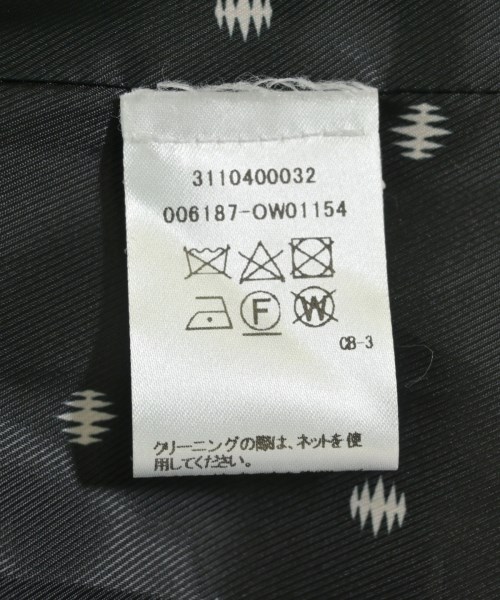 3110400032
006187-OW01154
F W
CB-3
クリーニングの際は、ネットを使
用してください。